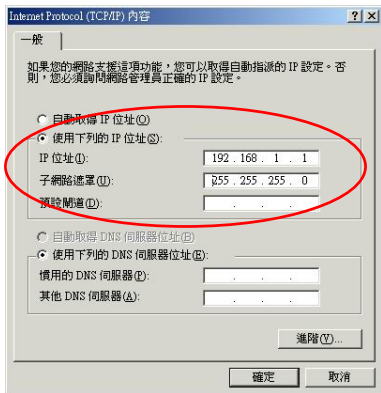 Internet Protocol (TCP/IP) 內容
一般
如果您的網路支援這項功能，您可以取得自動指派的 IP 設定。否
則，您必須詢問網路管理員正確的 IP 設定。
自動取得 IP 位址(O)
使用下列的 IP 位址(S):
IP 位址(I): 192 . 168 . 1 . 1
子網路遮罩(U): 255 . 255 . 255 . 0
預設閘道(D): . . .
自動取得 DNS 伺服器位址(B)
使用下列的 DNS 伺服器位址(E):
慣用的 DNS 伺服器(P): . . .
其他 DNS 伺服器(A): . . .
進階(V)...
確定 取消